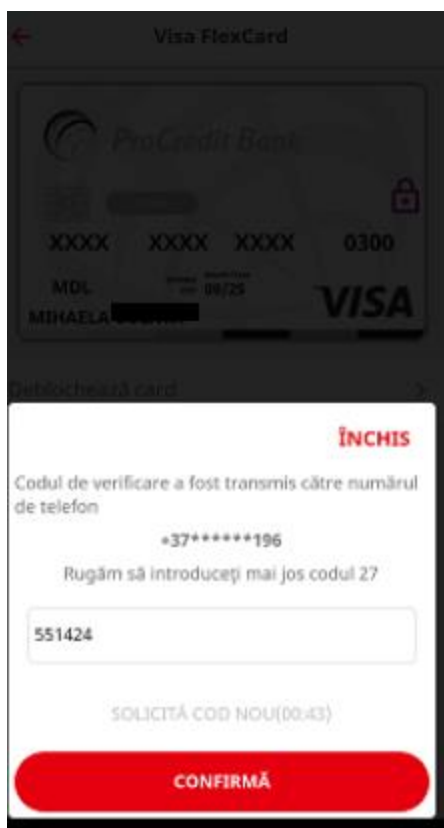 Visa FlexCard
ProCredit Bank
XXXX XXXX XXXX 0300
MDL 08/25
VISA
MIHAELA
Deblochează card
ÎNCHIS
Codul de verificare a fost transmis către numărul
de telefon
+37******196
Rugăm să introduceţi mai jos codul 27
551424
SOLICITĂ COD NOU(00:43)
CONFIRMĂ